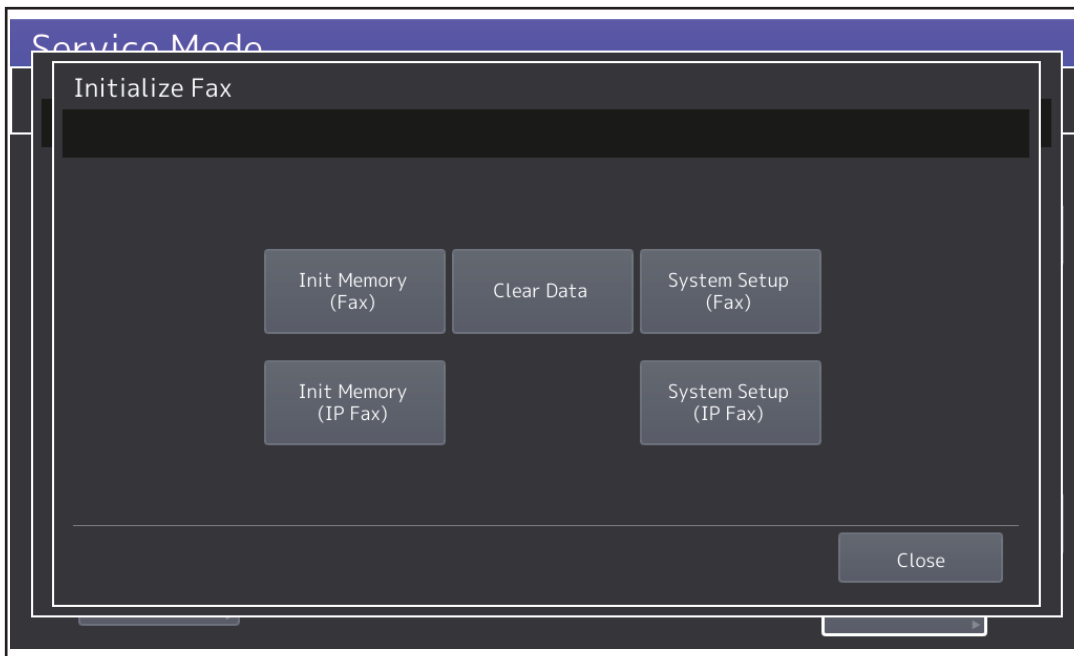 Service Mode
Initialize Fax
Init Memory
(Fax)
Clear Data
System Setup
(Fax)
Init Memory
(IP Fax)
System Setup
(IP Fax)
Close